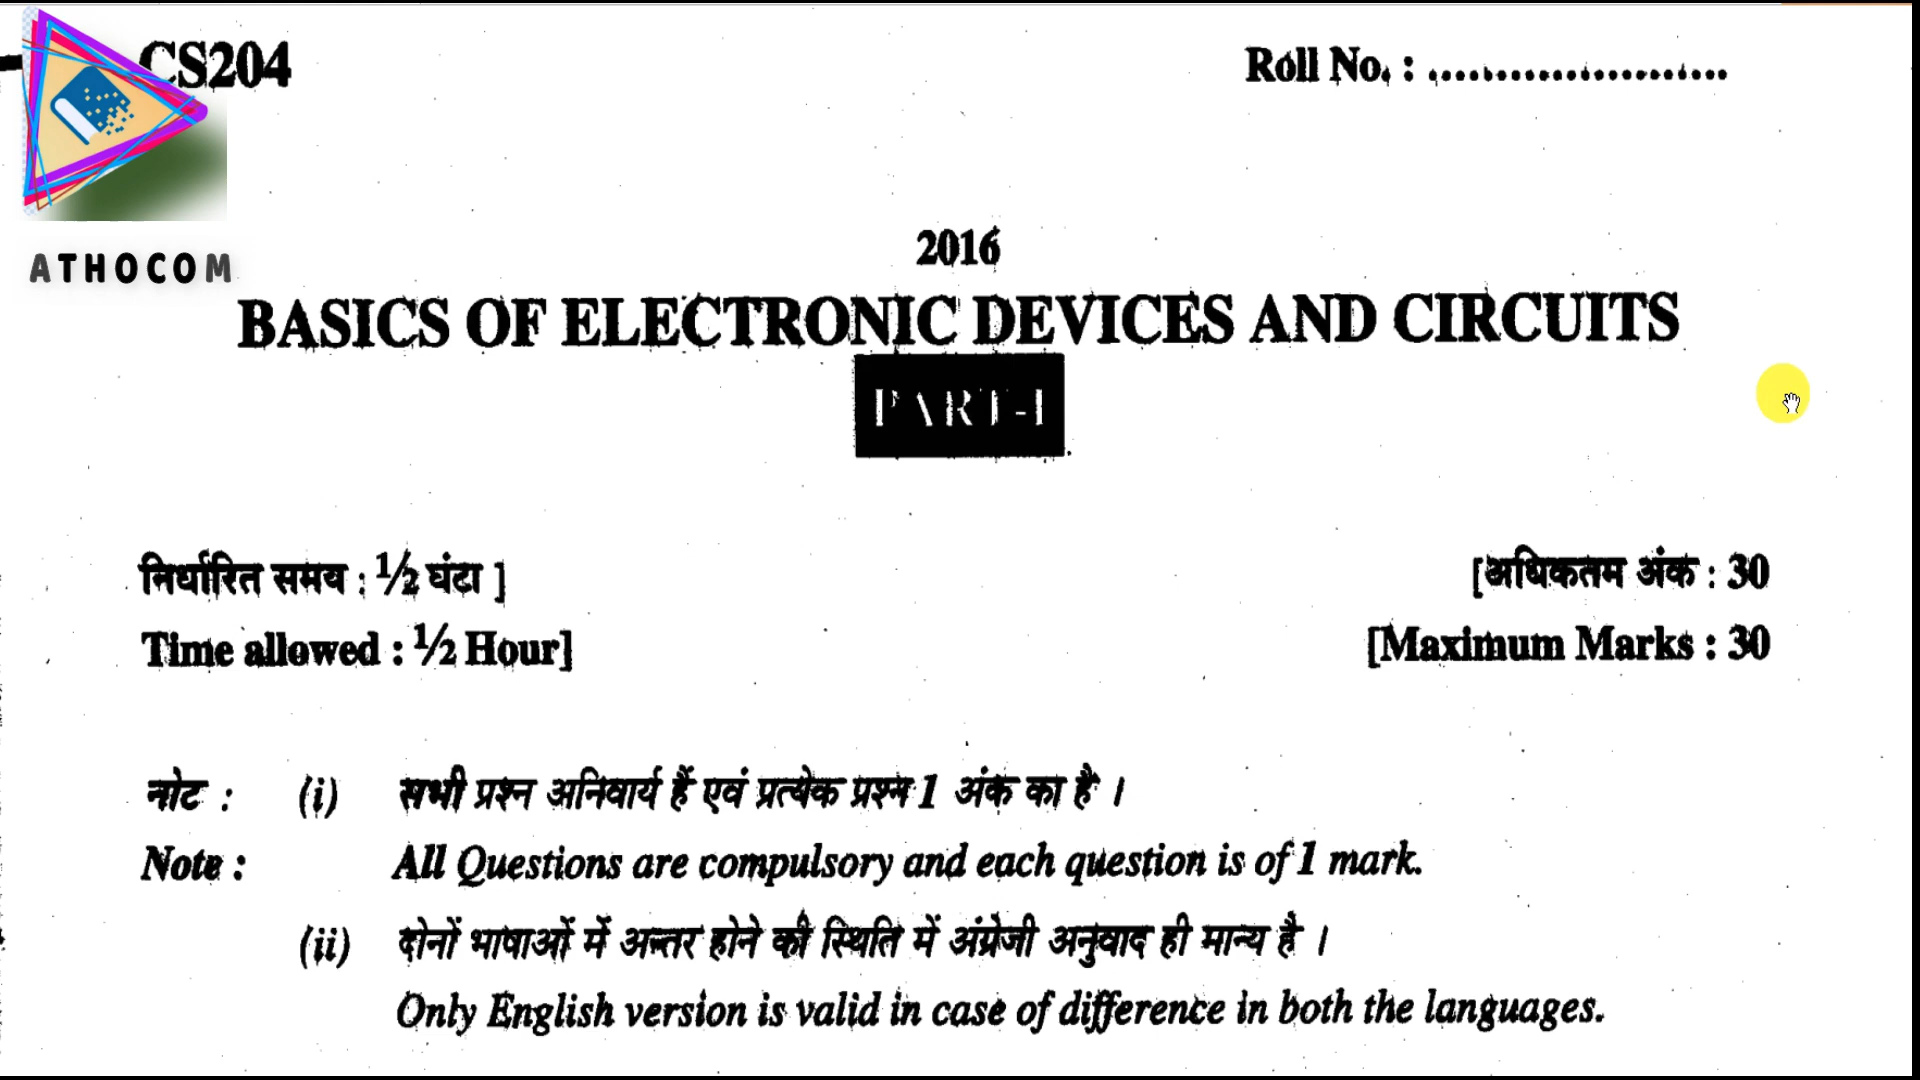 CS204
Roll No. : ......................
ATHOCOM
2016
BASICS OF ELECTRONIC DEVICES AND CIRCUITS
PART-I
निर्धारित समय : ½ घंटा ]
[अधिकतम अंक : 30
Time allowed : ½ Hour]
[Maximum Marks : 30
नोट : (i) सभी प्रश्न अनिवार्य हैं एवं प्रत्येक प्रश्न 1 अंक का है ।
Note : All Questions are compulsory and each question is of 1 mark.
(ii) दोनों भाषाओं में अन्तर होने की स्थिति में अंग्रेजी अनुवाद ही मान्य है ।
Only English version is valid in case of difference in both the languages.